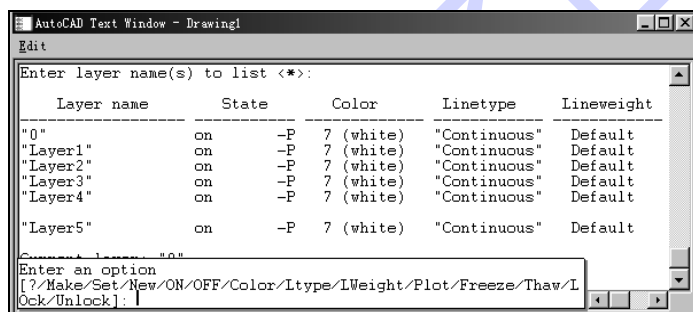 AutoCAD Text Window - Drawing1
Edit
Enter layer name(s) to list <*>:
Layer name State Color Linetype Lineweight
"0" on -P 7 (white) "Continuous" Default
"Layer1" on -P 7 (white) "Continuous" Default
"Layer2" on -P 7 (white) "Continuous" Default
"Layer3" on -P 7 (white) "Continuous" Default
"Layer4" on -P 7 (white) "Continuous" Default
"Layer5" on -P 7 (white) "Continuous" Default
Current layer: "0"
Enter an option
[?/Make/Set/New/ON/OFF/Color/Ltype/LWeight/Plot/Freeze/Thaw/L
Ock/Unlock]: